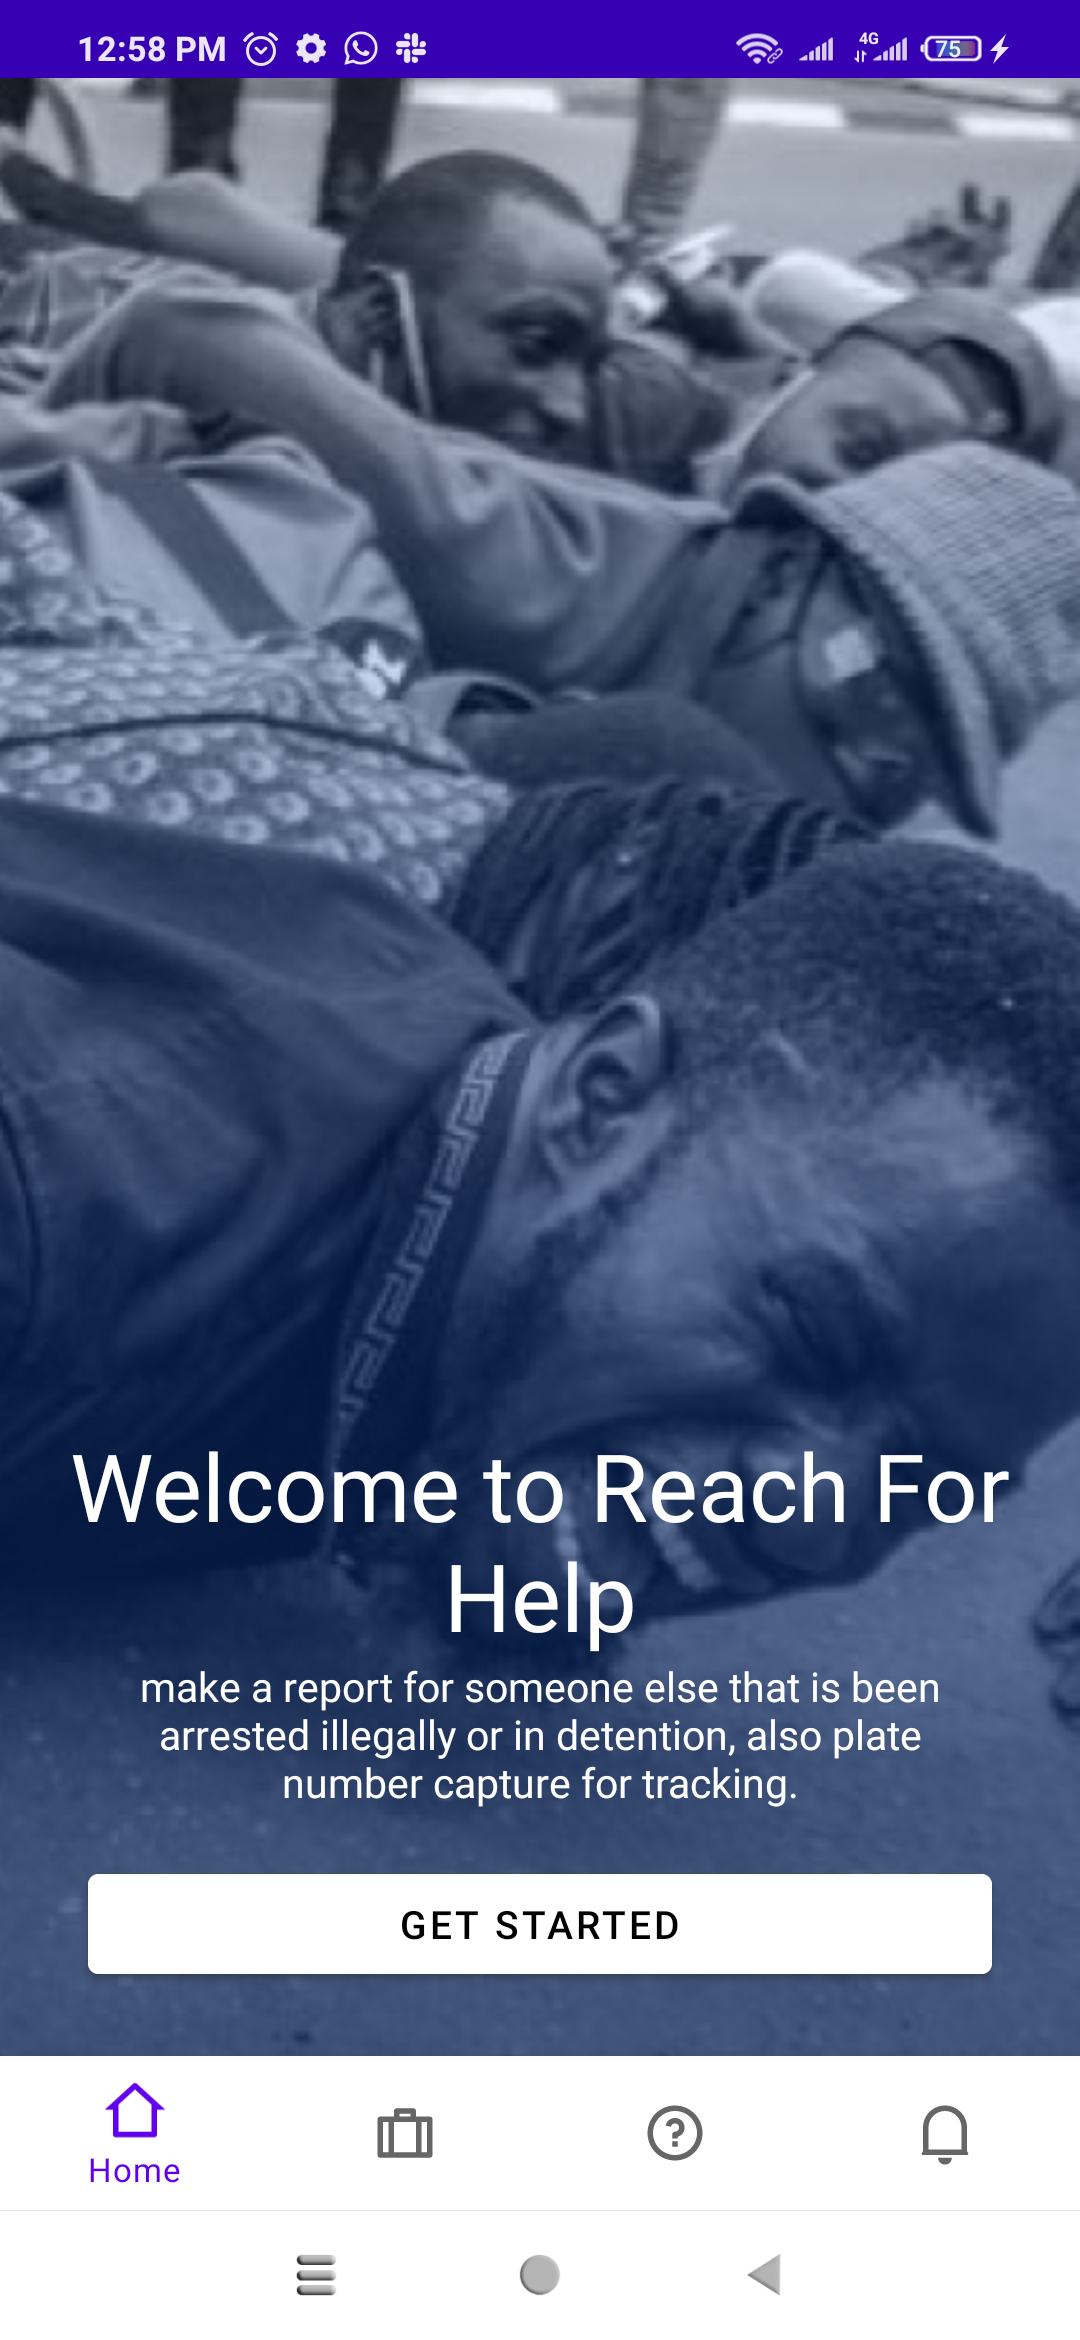 12:58 PM
4G
75
Welcome to Reach For
Help
make a report for someone else that is been
arrested illegally or in detention, also plate
number capture for tracking.
GET STARTED
?
Home